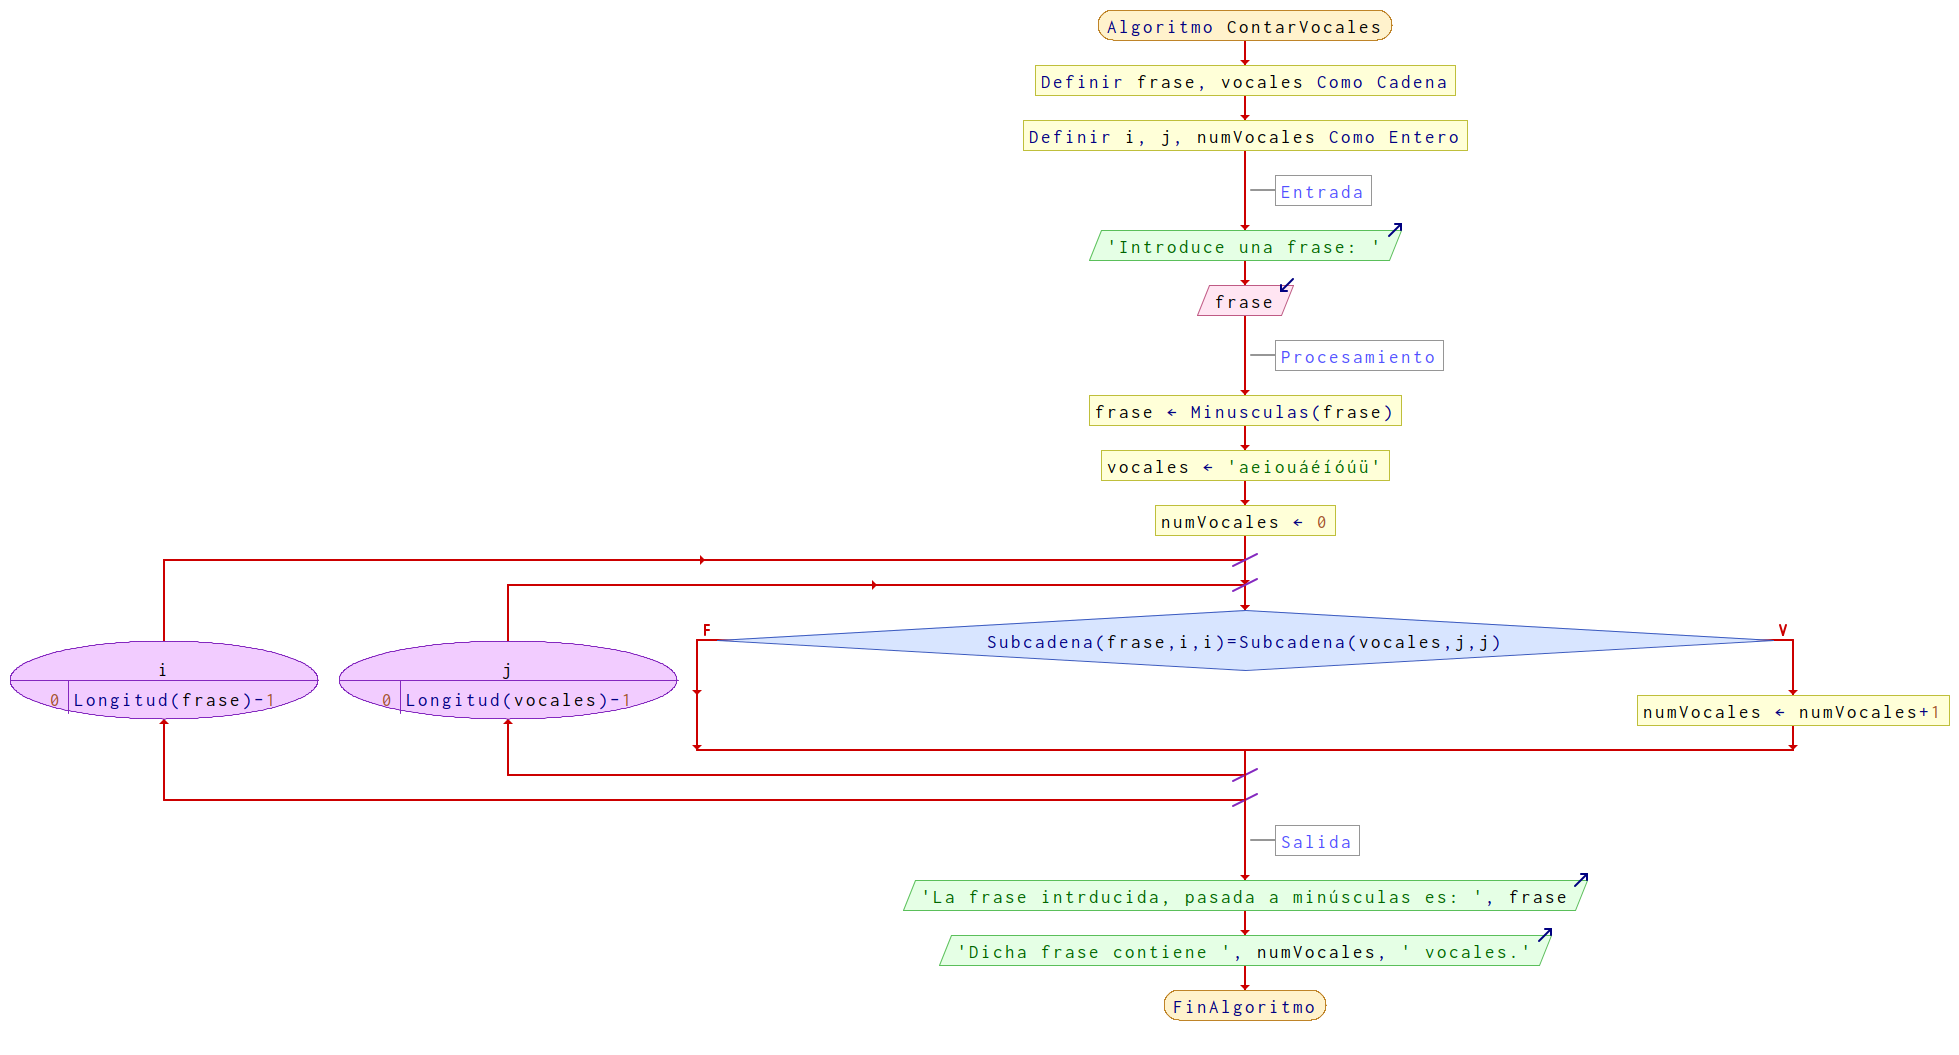 Algoritmo ContarVocales
Definir frase, vocales Como Cadena
Definir i, j, numVocales Como Entero
Entrada
'Introduce una frase: '
frase
Procesamiento
frase ← Minusculas(frase)
vocales ← 'aeiouáéíóúü'
numVocales ← 0
i
0 Longitud(frase)-1
j
0 Longitud(vocales)-1
F
Subcadena(frase,i,i)=Subcadena(vocales,j,j)
V
numVocales ← numVocales+1
Salida
'La frase intrducida, pasada a minúsculas es: ', frase
'Dicha frase contiene ', numVocales, ' vocales.'
FinAlgoritmo